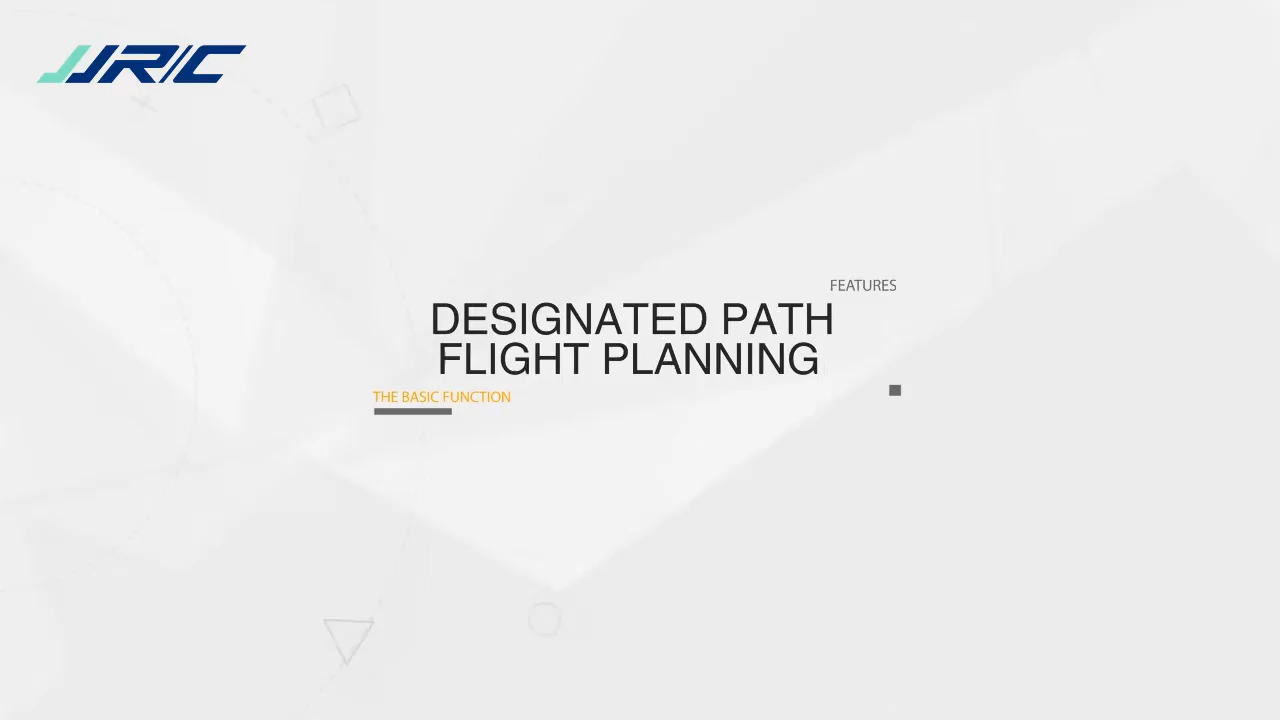 JJRC
FEATURES
DESIGNATED PATH
FLIGHT PLANNING
THE BASIC FUNCTION